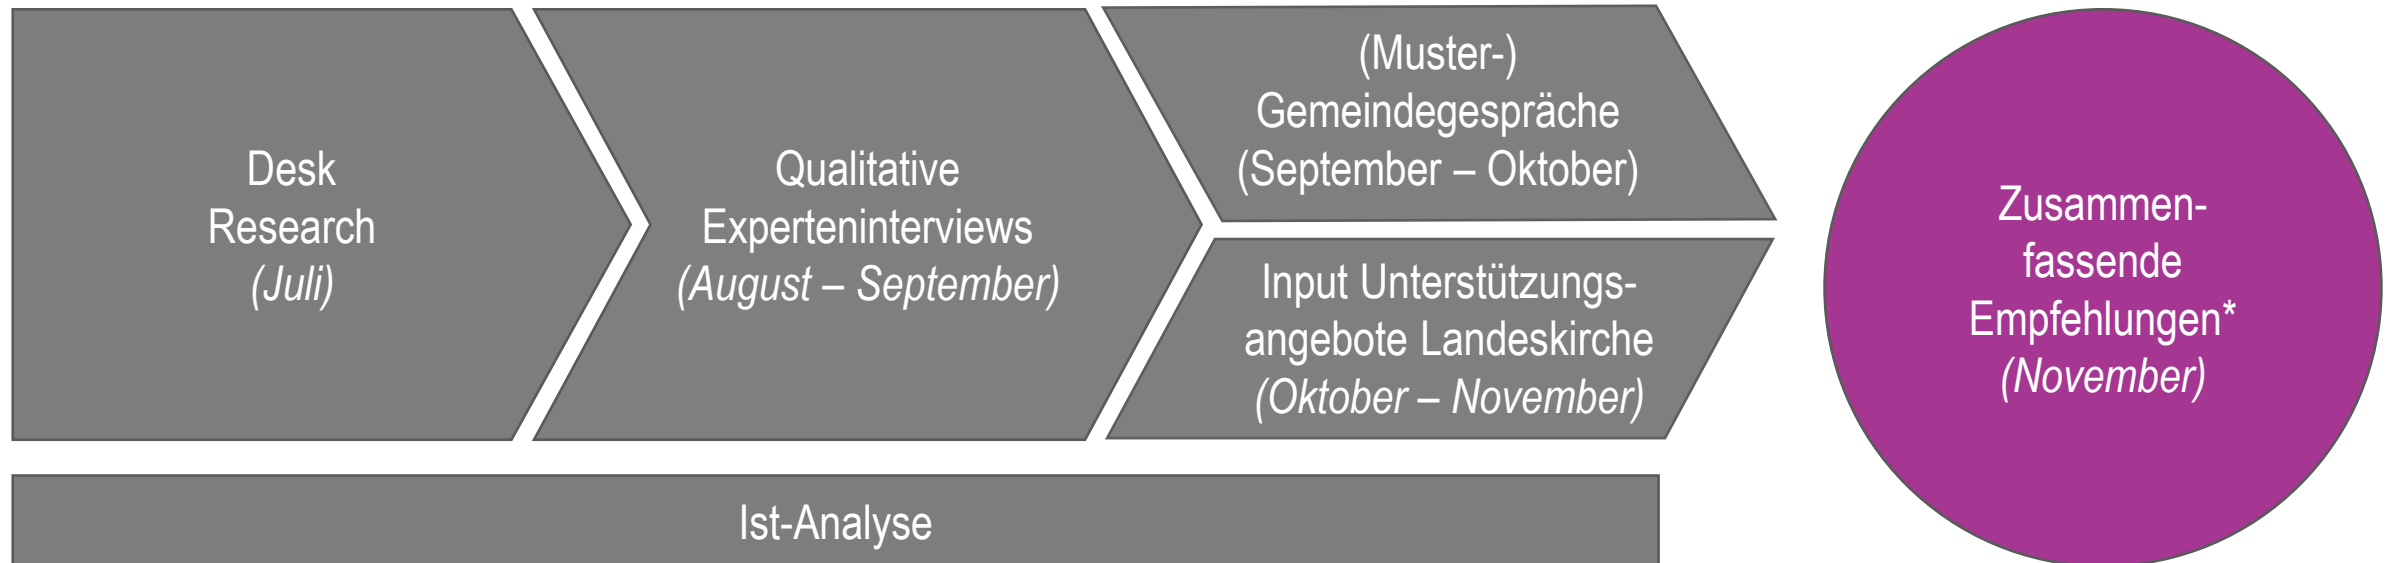 Desk
Research
(Juli)
Qualitative
Experteninterviews
(August – September)
(Muster-)
Gemeindegespräche
(September – Oktober)
Input Unterstützungs-
angebote Landeskirche
(Oktober – November)
Zusammen-
fassende
Empfehlungen*
(November)
Ist-Analyse